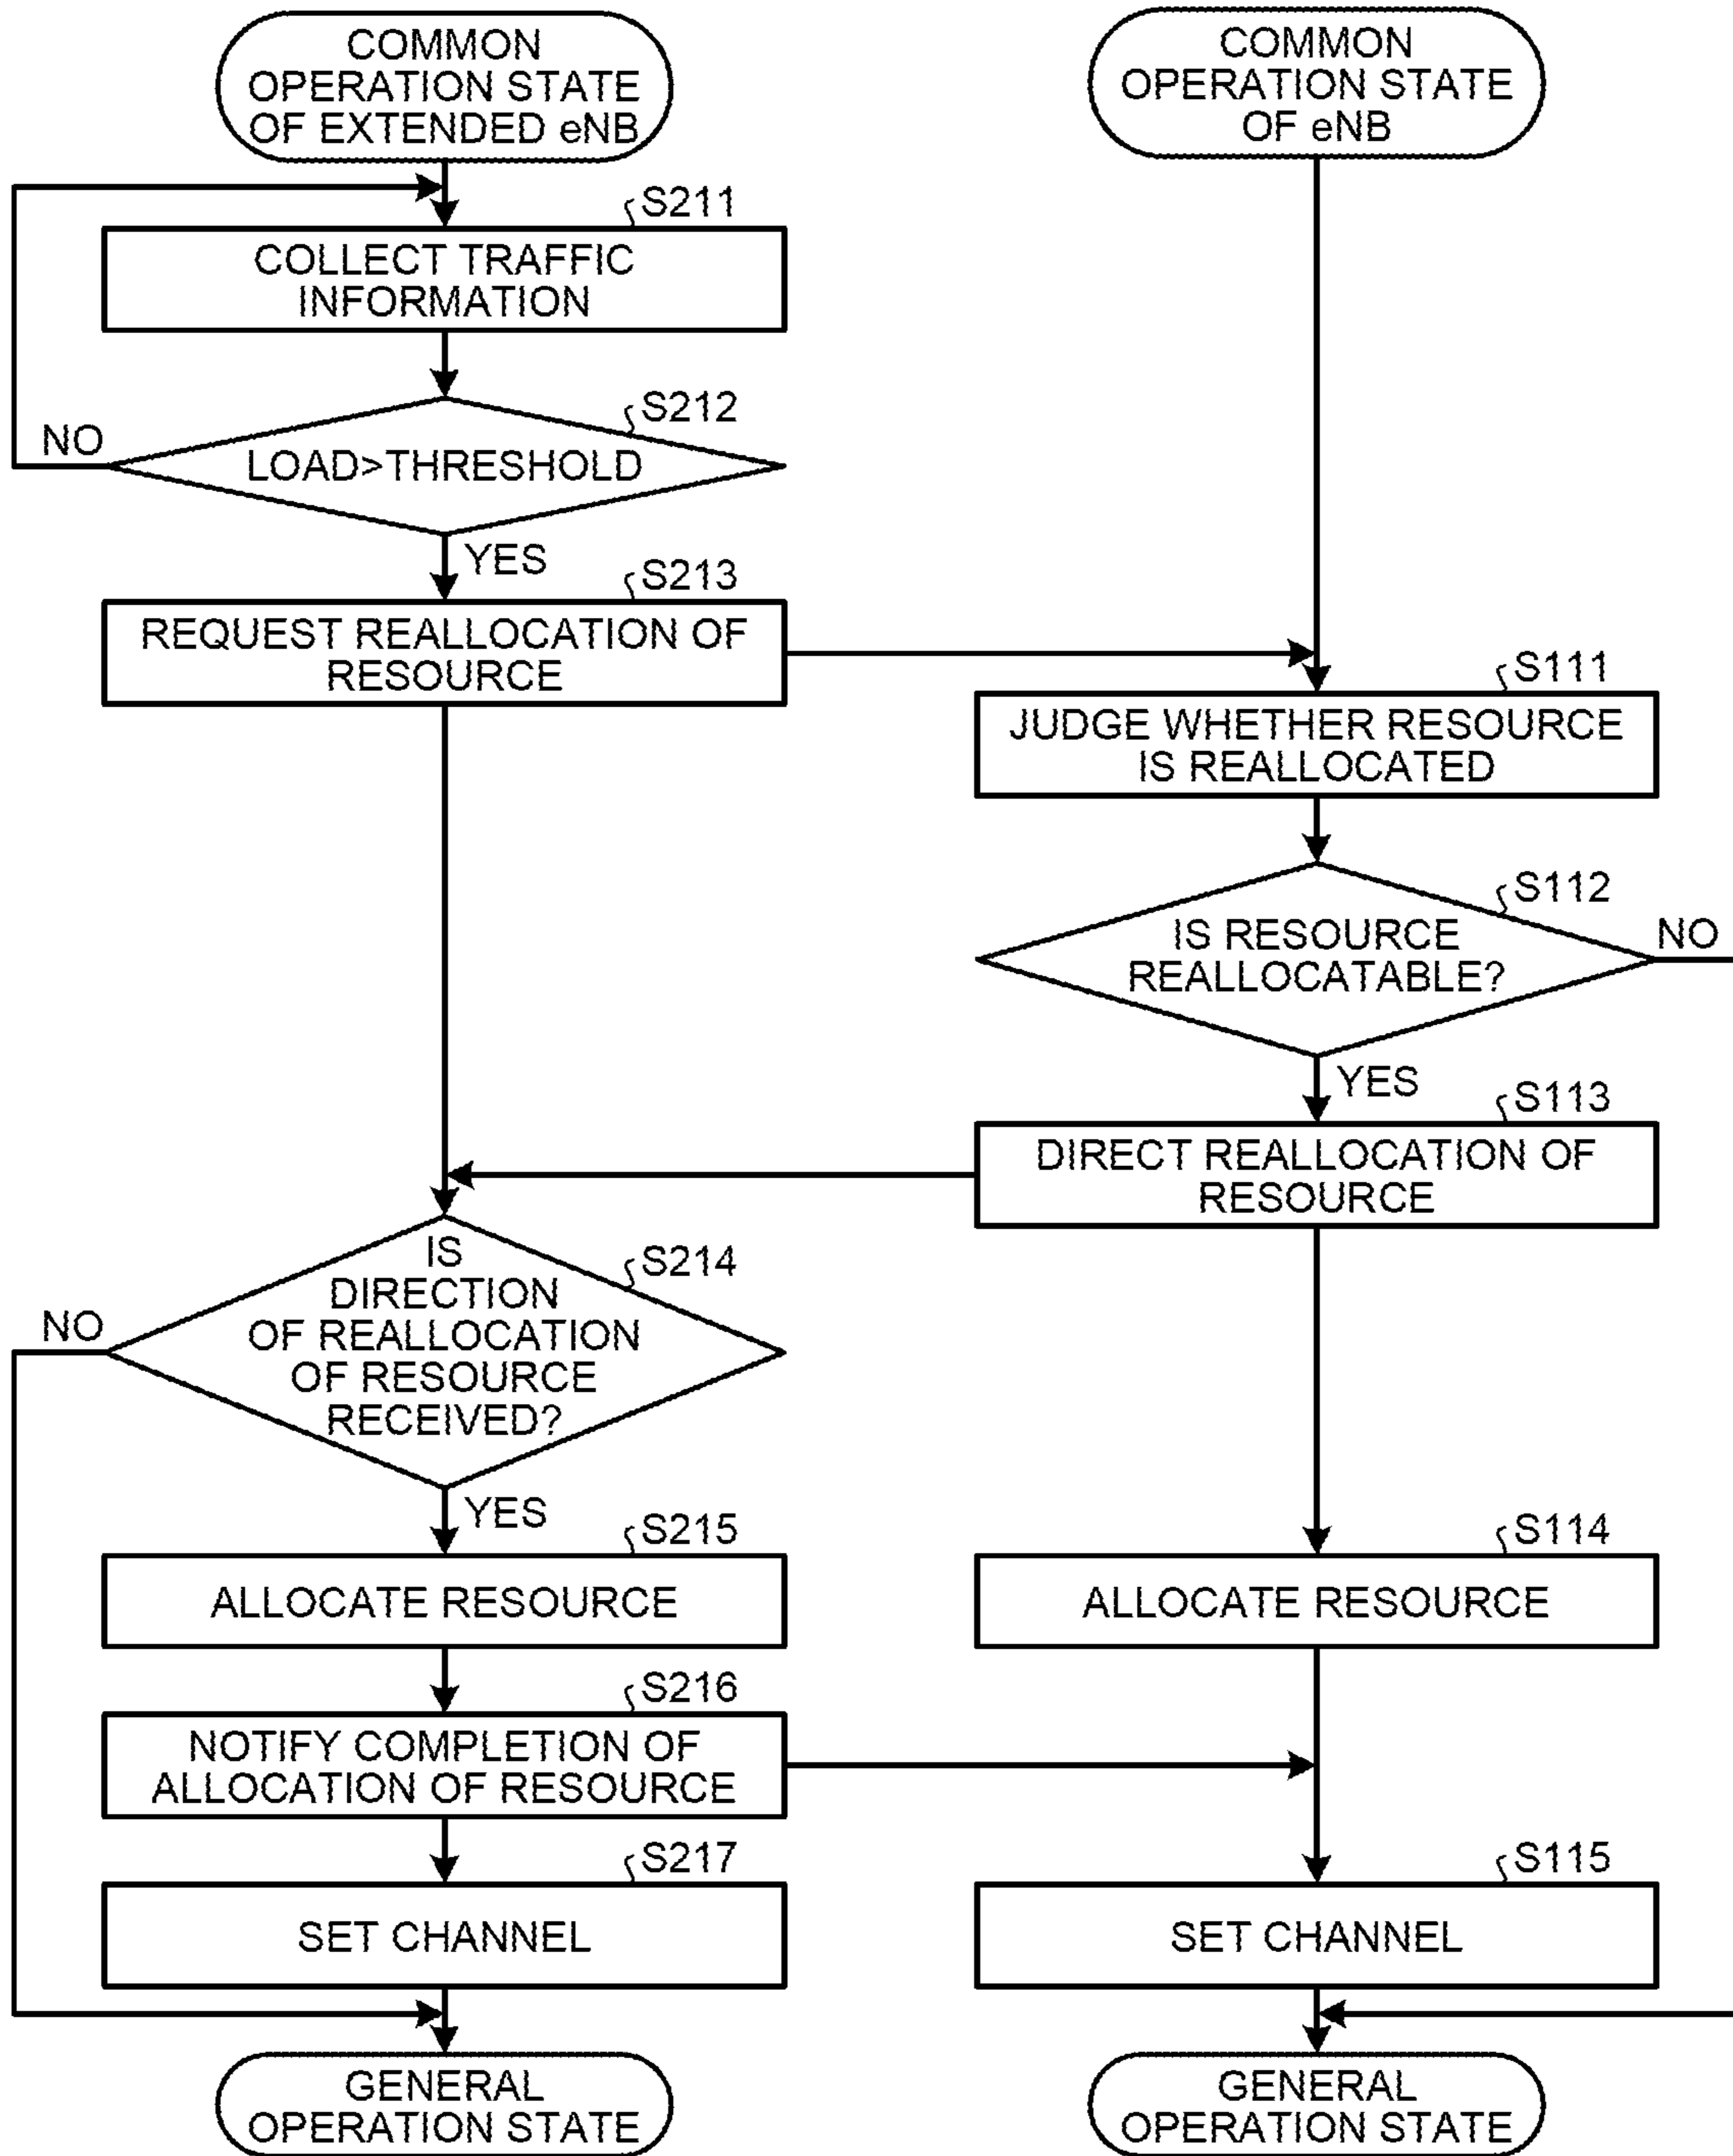 COMMON
OPERATION STATE
OF EXTENDED eNB
S211
COLLECT TRAFFIC
INFORMATION
S212
NO
LOAD>THRESHOLD
YES
S213
REQUEST REALLOCATION OF
RESOURCE
COMMON
OPERATION STATE
OF eNB
S111
JUDGE WHETHER RESOURCE
IS REALLOCATED
S112
IS RESOURCE
REALLOCATABLE?
NO
YES
S113
DIRECT REALLOCATION OF
RESOURCE
S214
IS
DIRECTION
OF REALLOCATION
OF RESOURCE
RECEIVED?
NO
YES
S215
ALLOCATE RESOURCE
S216
NOTIFY COMPLETION OF
ALLOCATION OF RESOURCE
S217
SET CHANNEL
GENERAL
OPERATION STATE
S114
ALLOCATE RESOURCE
S115
SET CHANNEL
GENERAL
OPERATION STATE